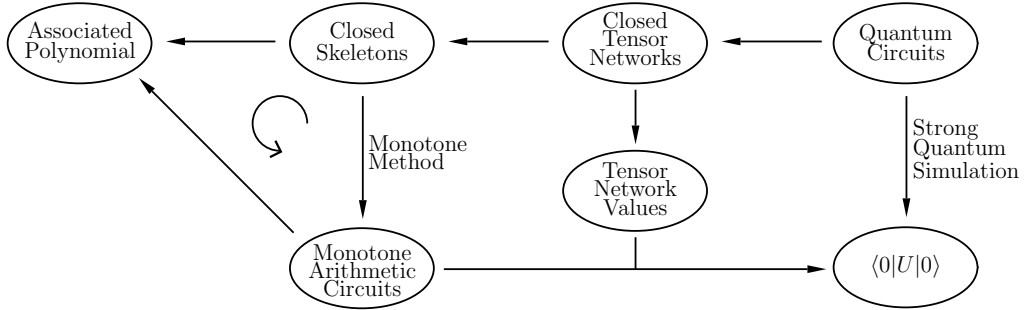 Associated
Polynomial
Closed
Skeletons
Closed
Tensor
Networks
Quantum
Circuits
Monotone
Method
Tensor
Network
Values
Strong
Quantum
Simulation
Monotone
Arithmetic
Circuits
⟨0|U|0⟩